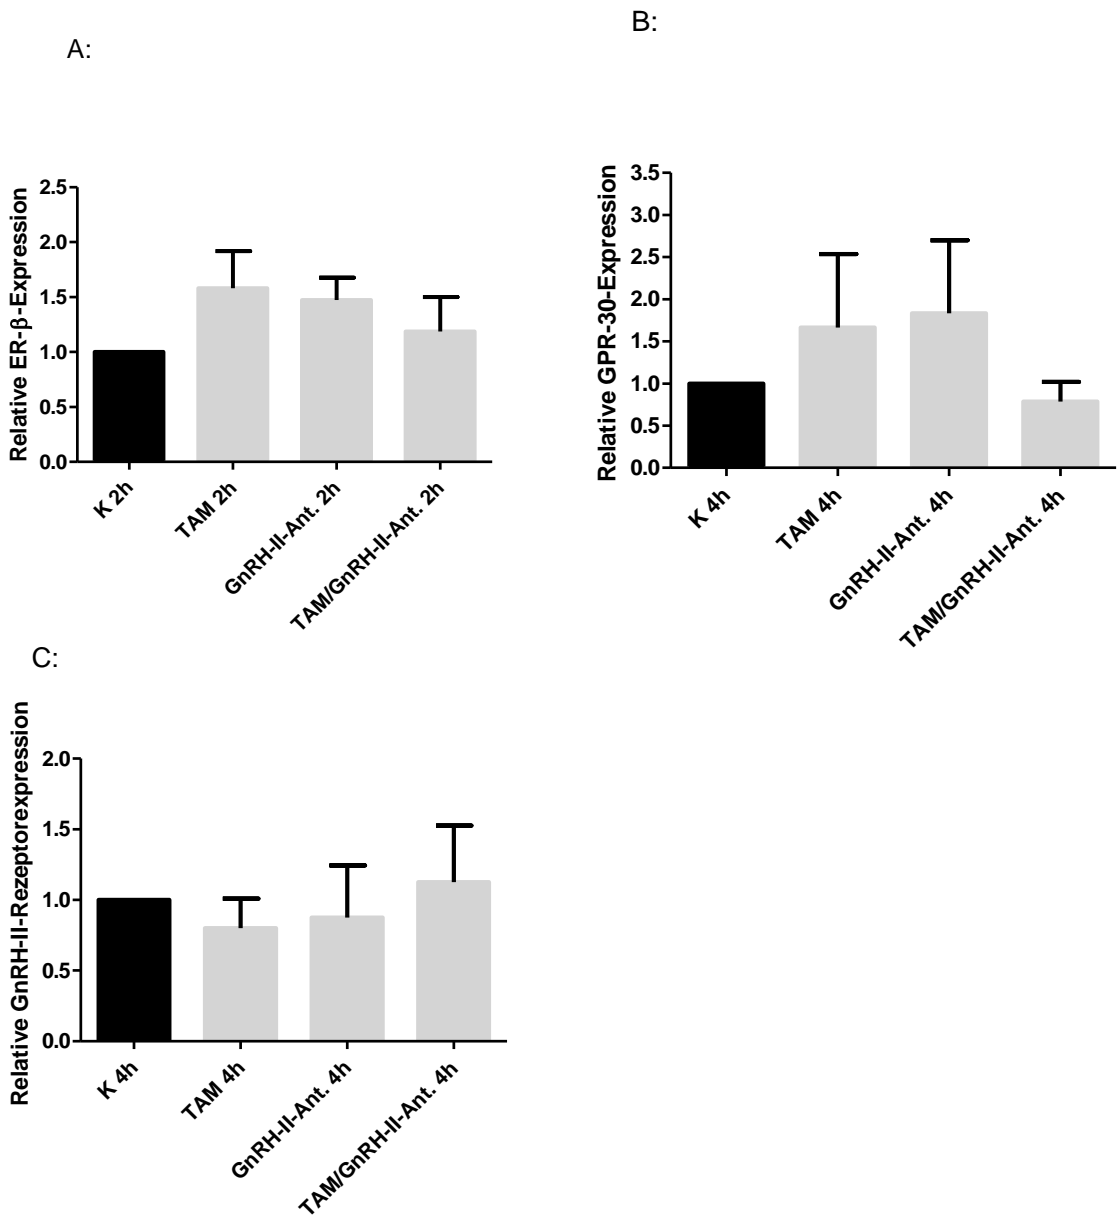 A:
Relative ER-β-Expression
2.5
2.0
1.5
1.0
0.5
0.0
K 2h
TAM 2h
GnRH-II-Ant. 2h
TAM/GnRH-II-Ant. 2h
B:
Relative GPR-30-Expression
3.5
3.0
2.5
2.0
1.5
1.0
0.5
0.0
K 4h
TAM 4h
GnRH-II-Ant. 4h
TAM/GnRH-II-Ant. 4h
C:
Relative GnRH-II-Rezeptorexpression
2.0
1.5
1.0
0.5
0.0
K 4h
TAM 4h
GnRH-II-Ant. 4h
TAM/GnRH-II-Ant. 4h